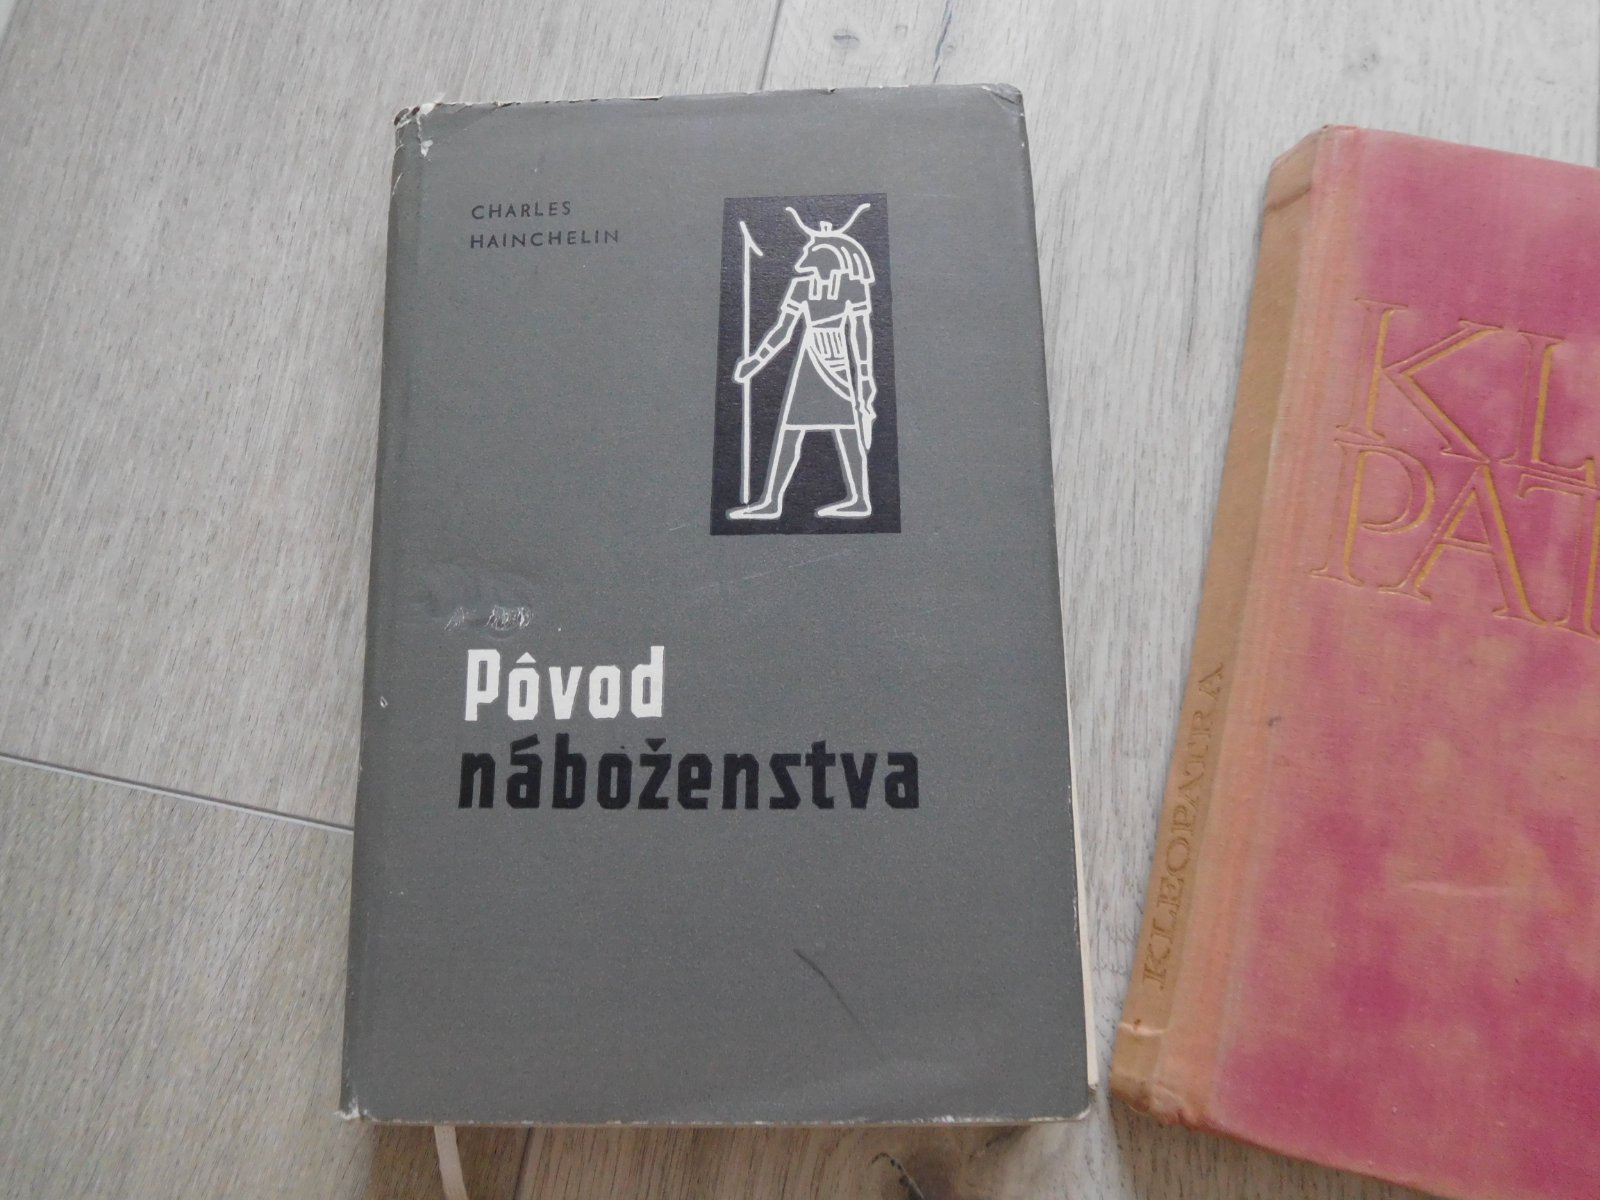 CHARLES
HAINCHELIN
Pôvod
náboženstva
KLEOPATRA
KL
PAT